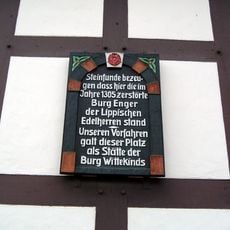 Steinfunde bezeu-
gen dass hier die im
Jahre 1305 zerstörte
Burg Enger
der Lippischen
Edelherren stand
Unseren Vorfahren
galt dieser Platz
als Stätte der
Burg Wittekinds